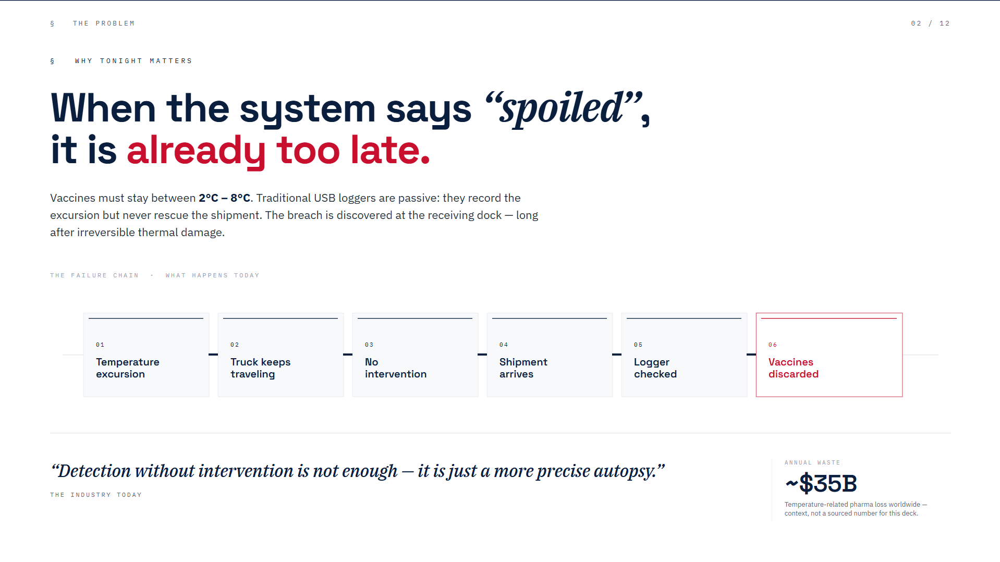 § THE PROBLEM
02 / 12
§ WHY TONIGHT MATTERS
When the system says “spoiled”,
it is already too late.
Vaccines must stay between 2°C – 8°C. Traditional USB loggers are passive: they record the
excursion but never rescue the shipment. The breach is discovered at the receiving dock — long
after irreversible thermal damage.
THE FAILURE CHAIN · WHAT HAPPENS TODAY
01
Temperature
excursion
02
Truck keeps
traveling
03
No
intervention
04
Shipment
arrives
05
Logger
checked
06
Vaccines
discarded
“Detection without intervention is not enough — it is just a more precise autopsy.”
THE INDUSTRY TODAY
ANNUAL WASTE
~$35B
Temperature-related pharma loss worldwide —
context, not a sourced number for this deck.